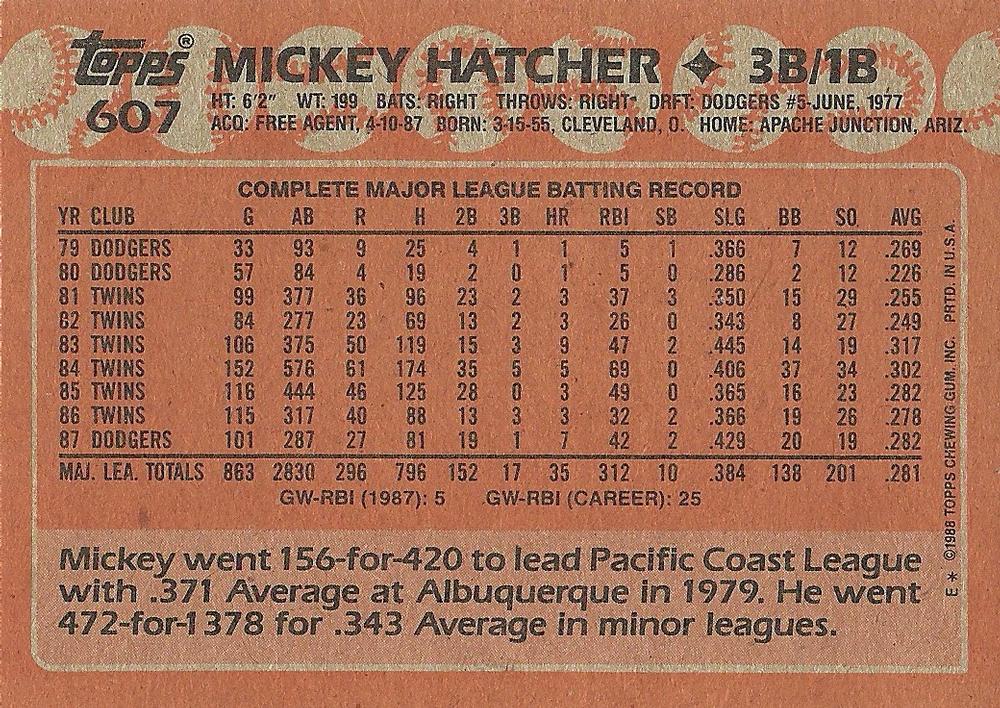 Topps® MICKEY HATCHER ✦ 3B/1B
607 HT: 6'2" WT: 199 BATS: RIGHT THROWS: RIGHT DRFT: DODGERS #5-JUNE, 1977
ACQ: FREE AGENT, 4-10-87 BORN: 3-15-55, CLEVELAND, O. HOME: APACHE JUNCTION, ARIZ.
COMPLETE MAJOR LEAGUE BATTING RECORD
YR CLUB G AB R H 2B 3B HR RBI SB SLG BB SO AVG
79 DODGERS 33 93 9 25 4 1 1 5 1 .366 7 12 .269
80 DODGERS 57 84 4 19 2 0 1 5 0 .286 2 12 .226
81 TWINS 99 377 36 96 23 2 3 37 3 .350 15 29 .255
82 TWINS 84 277 23 69 13 2 3 26 0 .343 8 27 .249
83 TWINS 106 375 50 119 15 3 9 47 2 .445 14 19 .317
84 TWINS 152 576 61 174 35 5 5 69 0 .406 37 34 .302
85 TWINS 116 444 46 125 28 0 3 49 0 .365 16 23 .282
86 TWINS 115 317 40 88 13 3 3 32 2 .366 19 26 .278
87 DODGERS 101 287 27 81 19 1 7 42 2 .429 20 19 .282
MAJ. LEA. TOTALS 863 2830 296 796 152 17 35 312 10 .384 138 201 .281
GW-RBI (1987): 5 GW-RBI (CAREER): 25
Mickey went 156-for-420 to lead Pacific Coast League
with .371 Average at Albuquerque in 1979. He went
472-for-1378 for .343 Average in minor leagues.
E * ©1988 TOPPS CHEWING GUM, INC. PRTD. IN U.S.A.